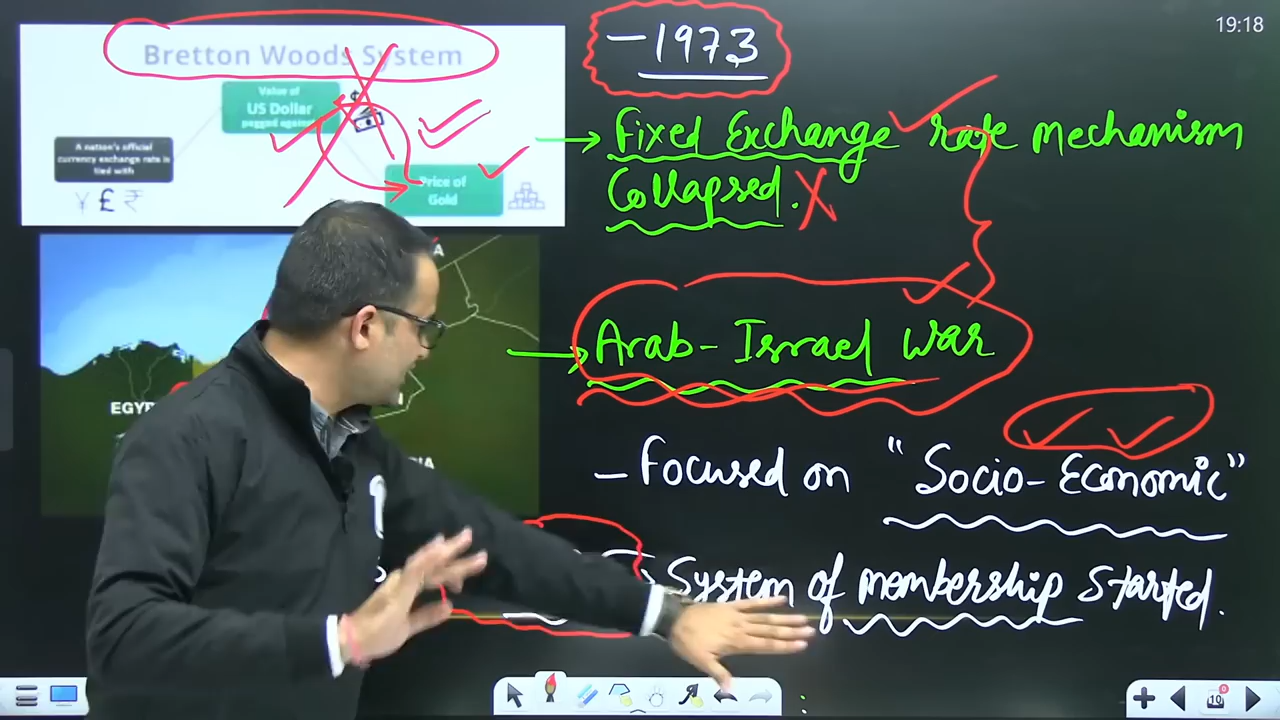 19:18
Bretton Woods System
Value of
US Dollar
pegged against
$
A nation's official
currency exchange rate is
tied with
¥ £ ₹
Price of
Gold
- 1973
→ Fixed Exchange rate mechanism
Collapsed. X
→ Arab-Israel War
EGYP
- Focused on "Socio-Economic"
→ System of membership Started.
10